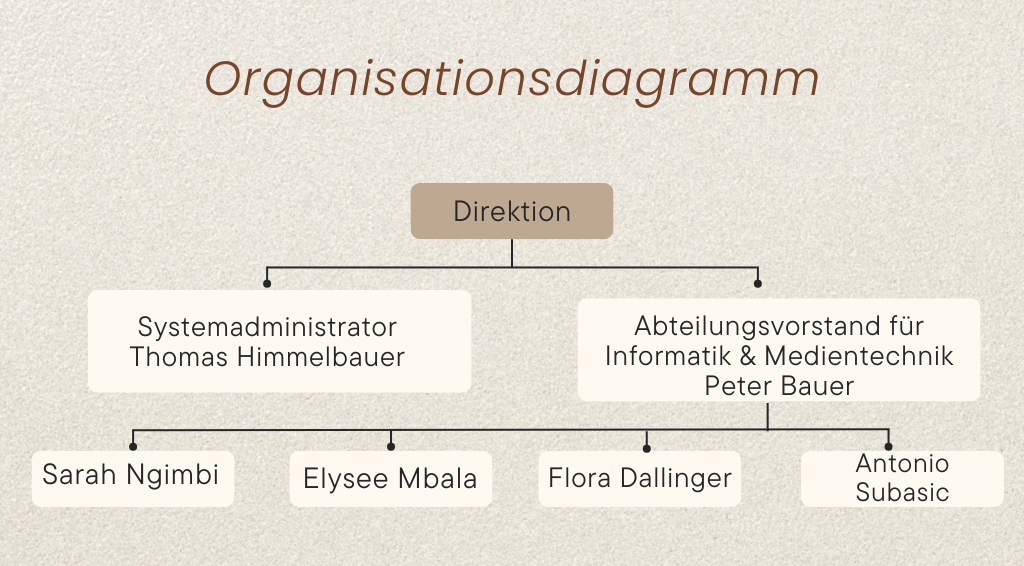 Organisationsdiagramm
Direktion
Systemadministrator
Thomas Himmelbauer
Abteilungsvorstand für
Informatik & Medientechnik
Peter Bauer
Sarah Ngimbi
Elysee Mbala
Flora Dallinger
Antonio
Subasic